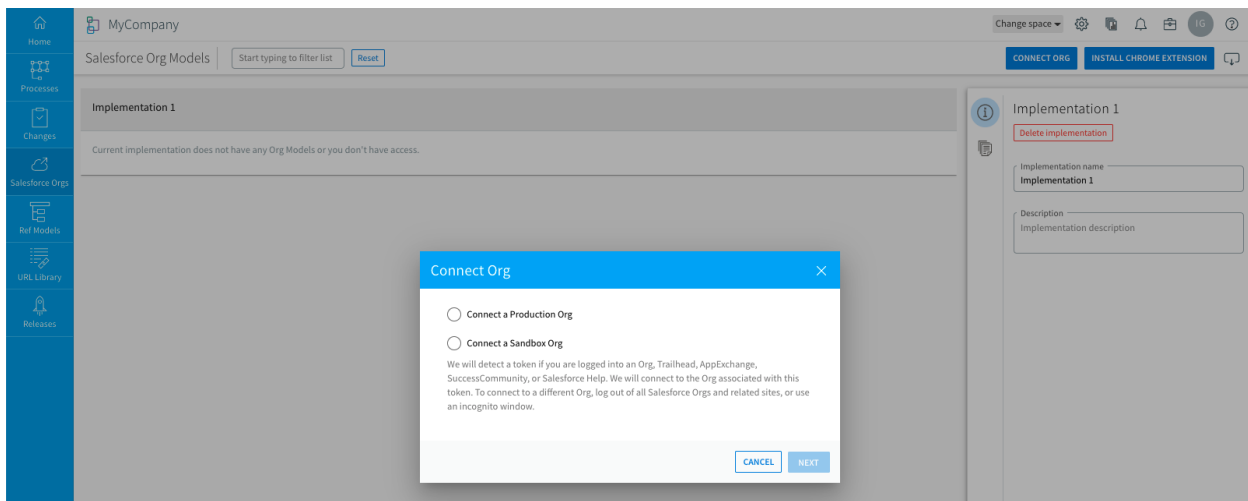 Home
MyCompany
Change space
IG
Salesforce Org Models
Start typing to filter list
Reset
CONNECT ORG
INSTALL CHROME EXTENSION
Processes
Changes
Salesforce Orgs
Ref Models
URL Library
Releases
Implementation 1
Current implementation does not have any Org Models or you don't have access.
Implementation 1
Delete implementation
Implementation name
Implementation 1
Description
Implementation description
Connect Org
Connect a Production Org
Connect a Sandbox Org
We will detect a token if you are logged into an Org, Trailhead, AppExchange,
SuccessCommunity, or Salesforce Help. We will connect to the Org associated with this
token. To connect to a different Org, log out of all Salesforce Orgs and related sites, or use
an incognito window.
CANCEL
NEXT